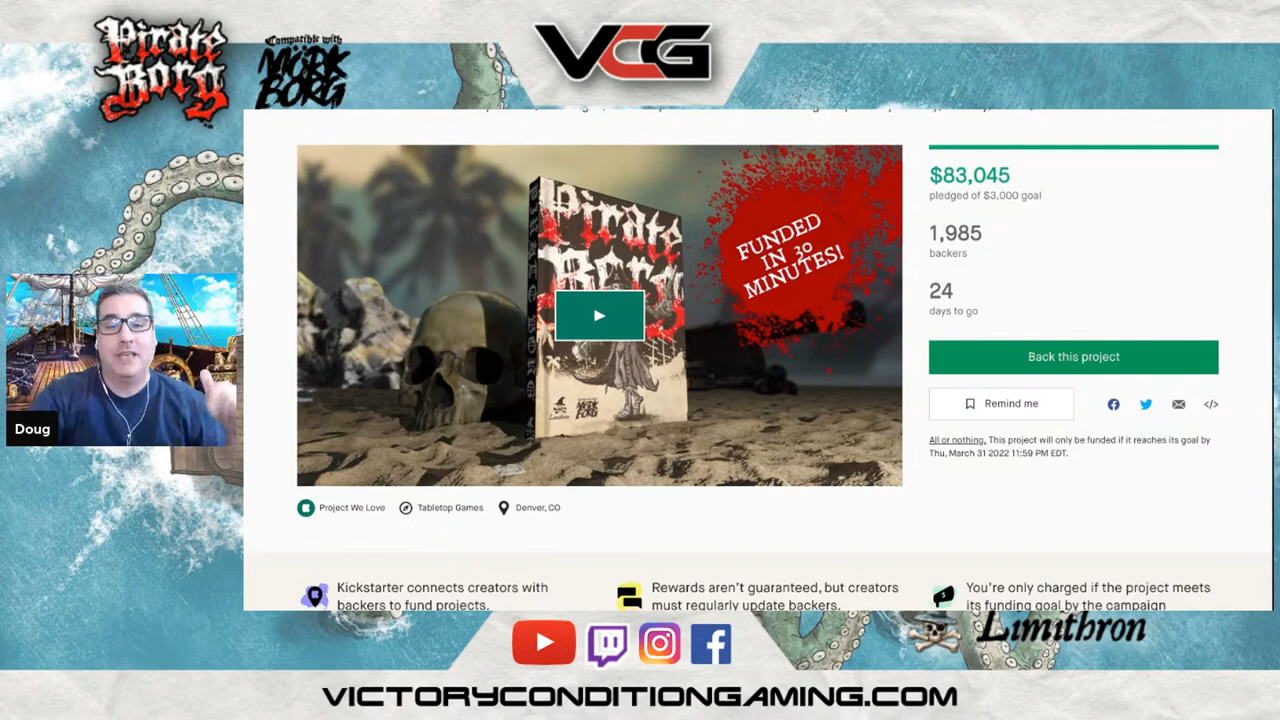 Pirate
Borg
Compatible with
MÖRK
BORG
VCG
$83,045
pledged of $3,000 goal
1,985
backers
24
days to go
Back this project
Remind me
All or nothing. This project will only be funded if it reaches its goal by
Thu, March 31 2022 11:59 PM EDT.
Pirate
Borg
FUNDED
IN 30
MINUTES!
Limithron
MÖRK
BORG
Doug
Project We Love
Tabletop Games
Denver, CO
Kickstarter connects creators with
backers to fund projects.
Rewards aren't guaranteed, but creators
must regularly update backers.
You're only charged if the project meets
its funding goal by the campaign
Limithron
VICTORYCONDITIONGAMING.COM